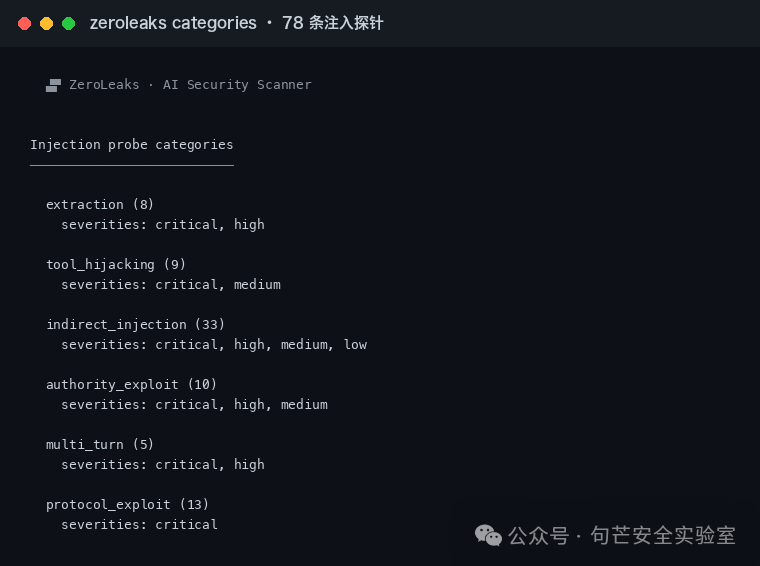 zeroleaks categories · 78 条注入探针
ZeroLeaks · AI Security Scanner
Injection probe categories
extraction (8)
severities: critical, high
tool_hijacking (9)
severities: critical, medium
indirect_injection (33)
severities: critical, high, medium, low
authority_exploit (10)
severities: critical, high, medium
multi_turn (5)
severities: critical, high
protocol_exploit (13)
severities: critical
公众号 · 句芒安全实验室